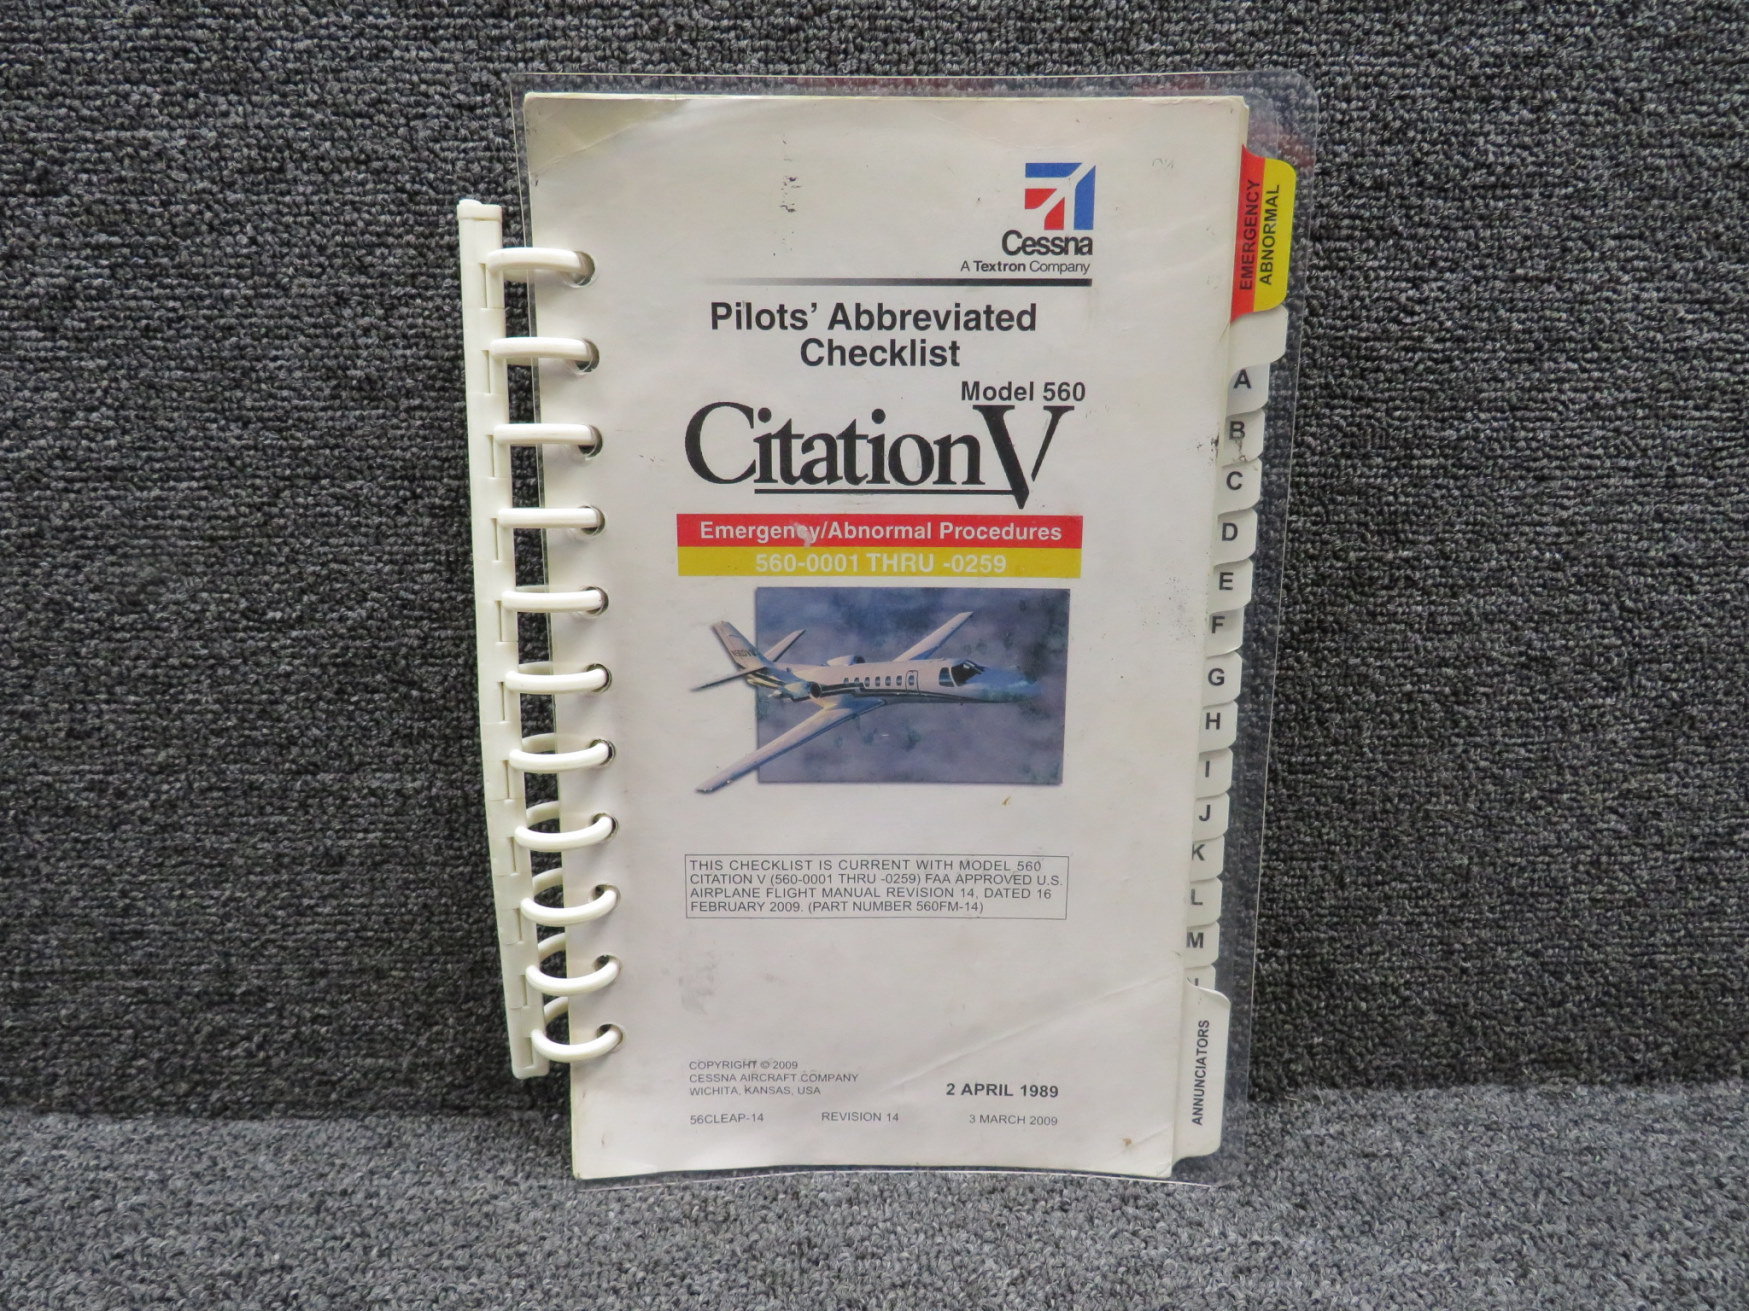 Cessna
A Textron Company
Pilots' Abbreviated
Checklist
Model 560
Citation V
Emergency/Abnormal Procedures
560-0001 THRU -0259
THIS CHECKLIST IS CURRENT WITH MODEL 560
CITATION V (560-0001 THRU -0259) FAA APPROVED U.S.
AIRPLANE FLIGHT MANUAL REVISION 14, DATED 16
FEBRUARY 2009. (PART NUMBER 560FM-14)
COPYRIGHT © 2009
CESSNA AIRCRAFT COMPANY
WICHITA, KANSAS, USA
2 APRIL 1989
56CLEAP-14 REVISION 14 3 MARCH 2009
EMERGENCY
ABNORMAL
A
B
C
D
E
F
G
H
I
J
K
L
M
ANNUNCIATORS